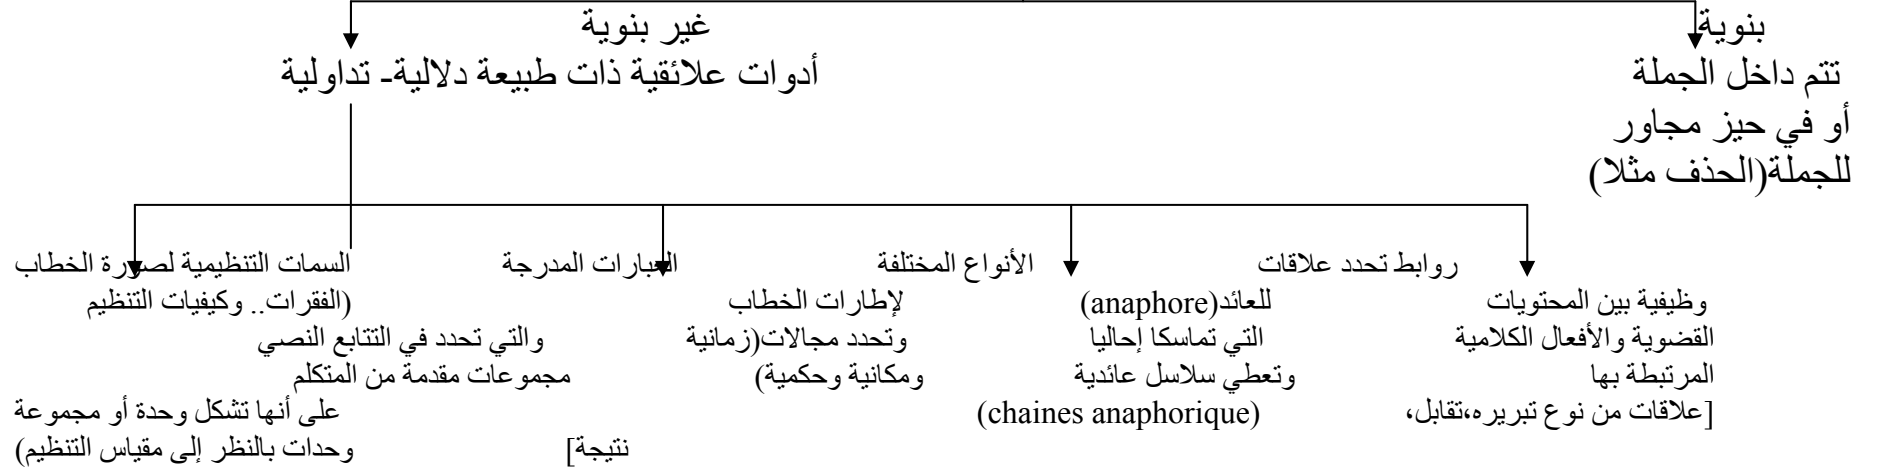 بنوية
تتم داخل الجملة
أو في حيز مجاور
للجملة(الحذف مثلا)
غير بنوية
أدوات علائقية ذات طبيعة دلالية- تداولية
روابط تحدد علاقات الأنواع المختلفة العبارات المدرجة السمات التنظيمية لصورة الخطاب
وظيفية بين المحتويات للعائد(anaphore) لإطارات الخطاب (الفقرات.. وكيفيات التنظيم
القضوية والأفعال الكلامية التي تماسكا إحاليا وتحدد مجالات(زمانية والتي تحدد في التتابع النصي
المرتبطة بها وتعطي سلاسل عائدية ومكانية وحكمية) مجموعات مقدمة من المتكلم
[علاقات من نوع تبريره،تقابل، (chaines anaphorique) على أنها تشكل وحدة أو مجموعة
نتيجة] وحدات بالنظر إلى مقياس التنظيم)